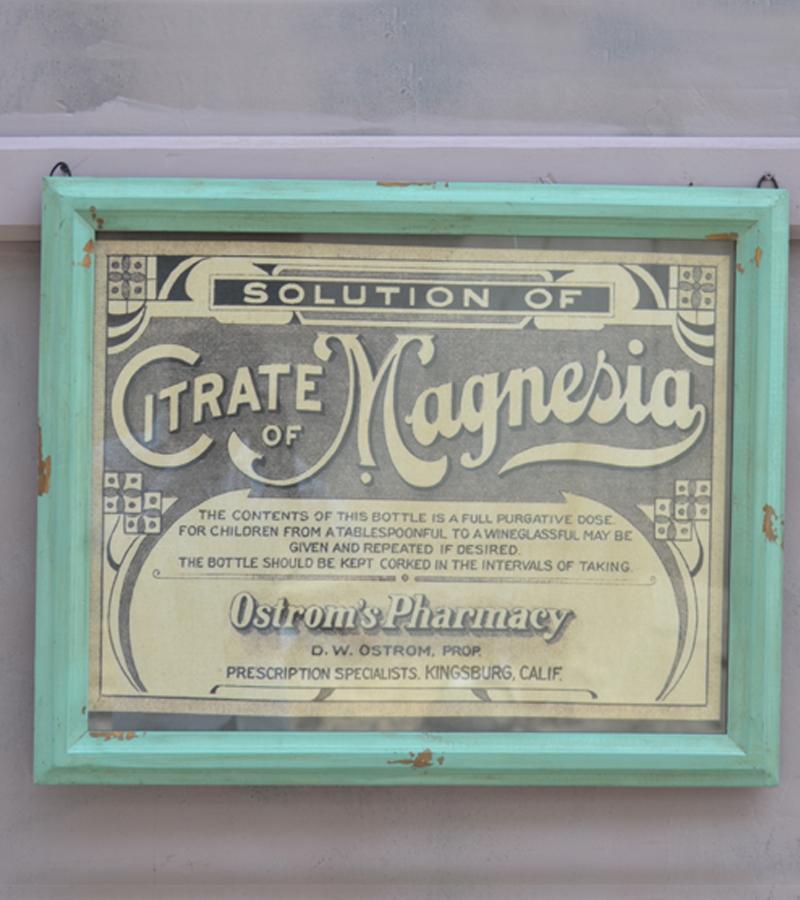 SOLUTION OF
CITRATE OF Magnesia
THE CONTENTS OF THIS BOTTLE IS A FULL PURGATIVE DOSE.
FOR CHILDREN FROM A TABLESPOONFUL TO A WINEGLASSFUL MAY BE
GIVEN AND REPEATED IF DESIRED.
THE BOTTLE SHOULD BE KEPT CORKED IN THE INTERVALS OF TAKING.
Ostrom's Pharmacy
D. W. OSTROM, PROP.
PRESCRIPTION SPECIALISTS. KINGSBURG, CALIF.